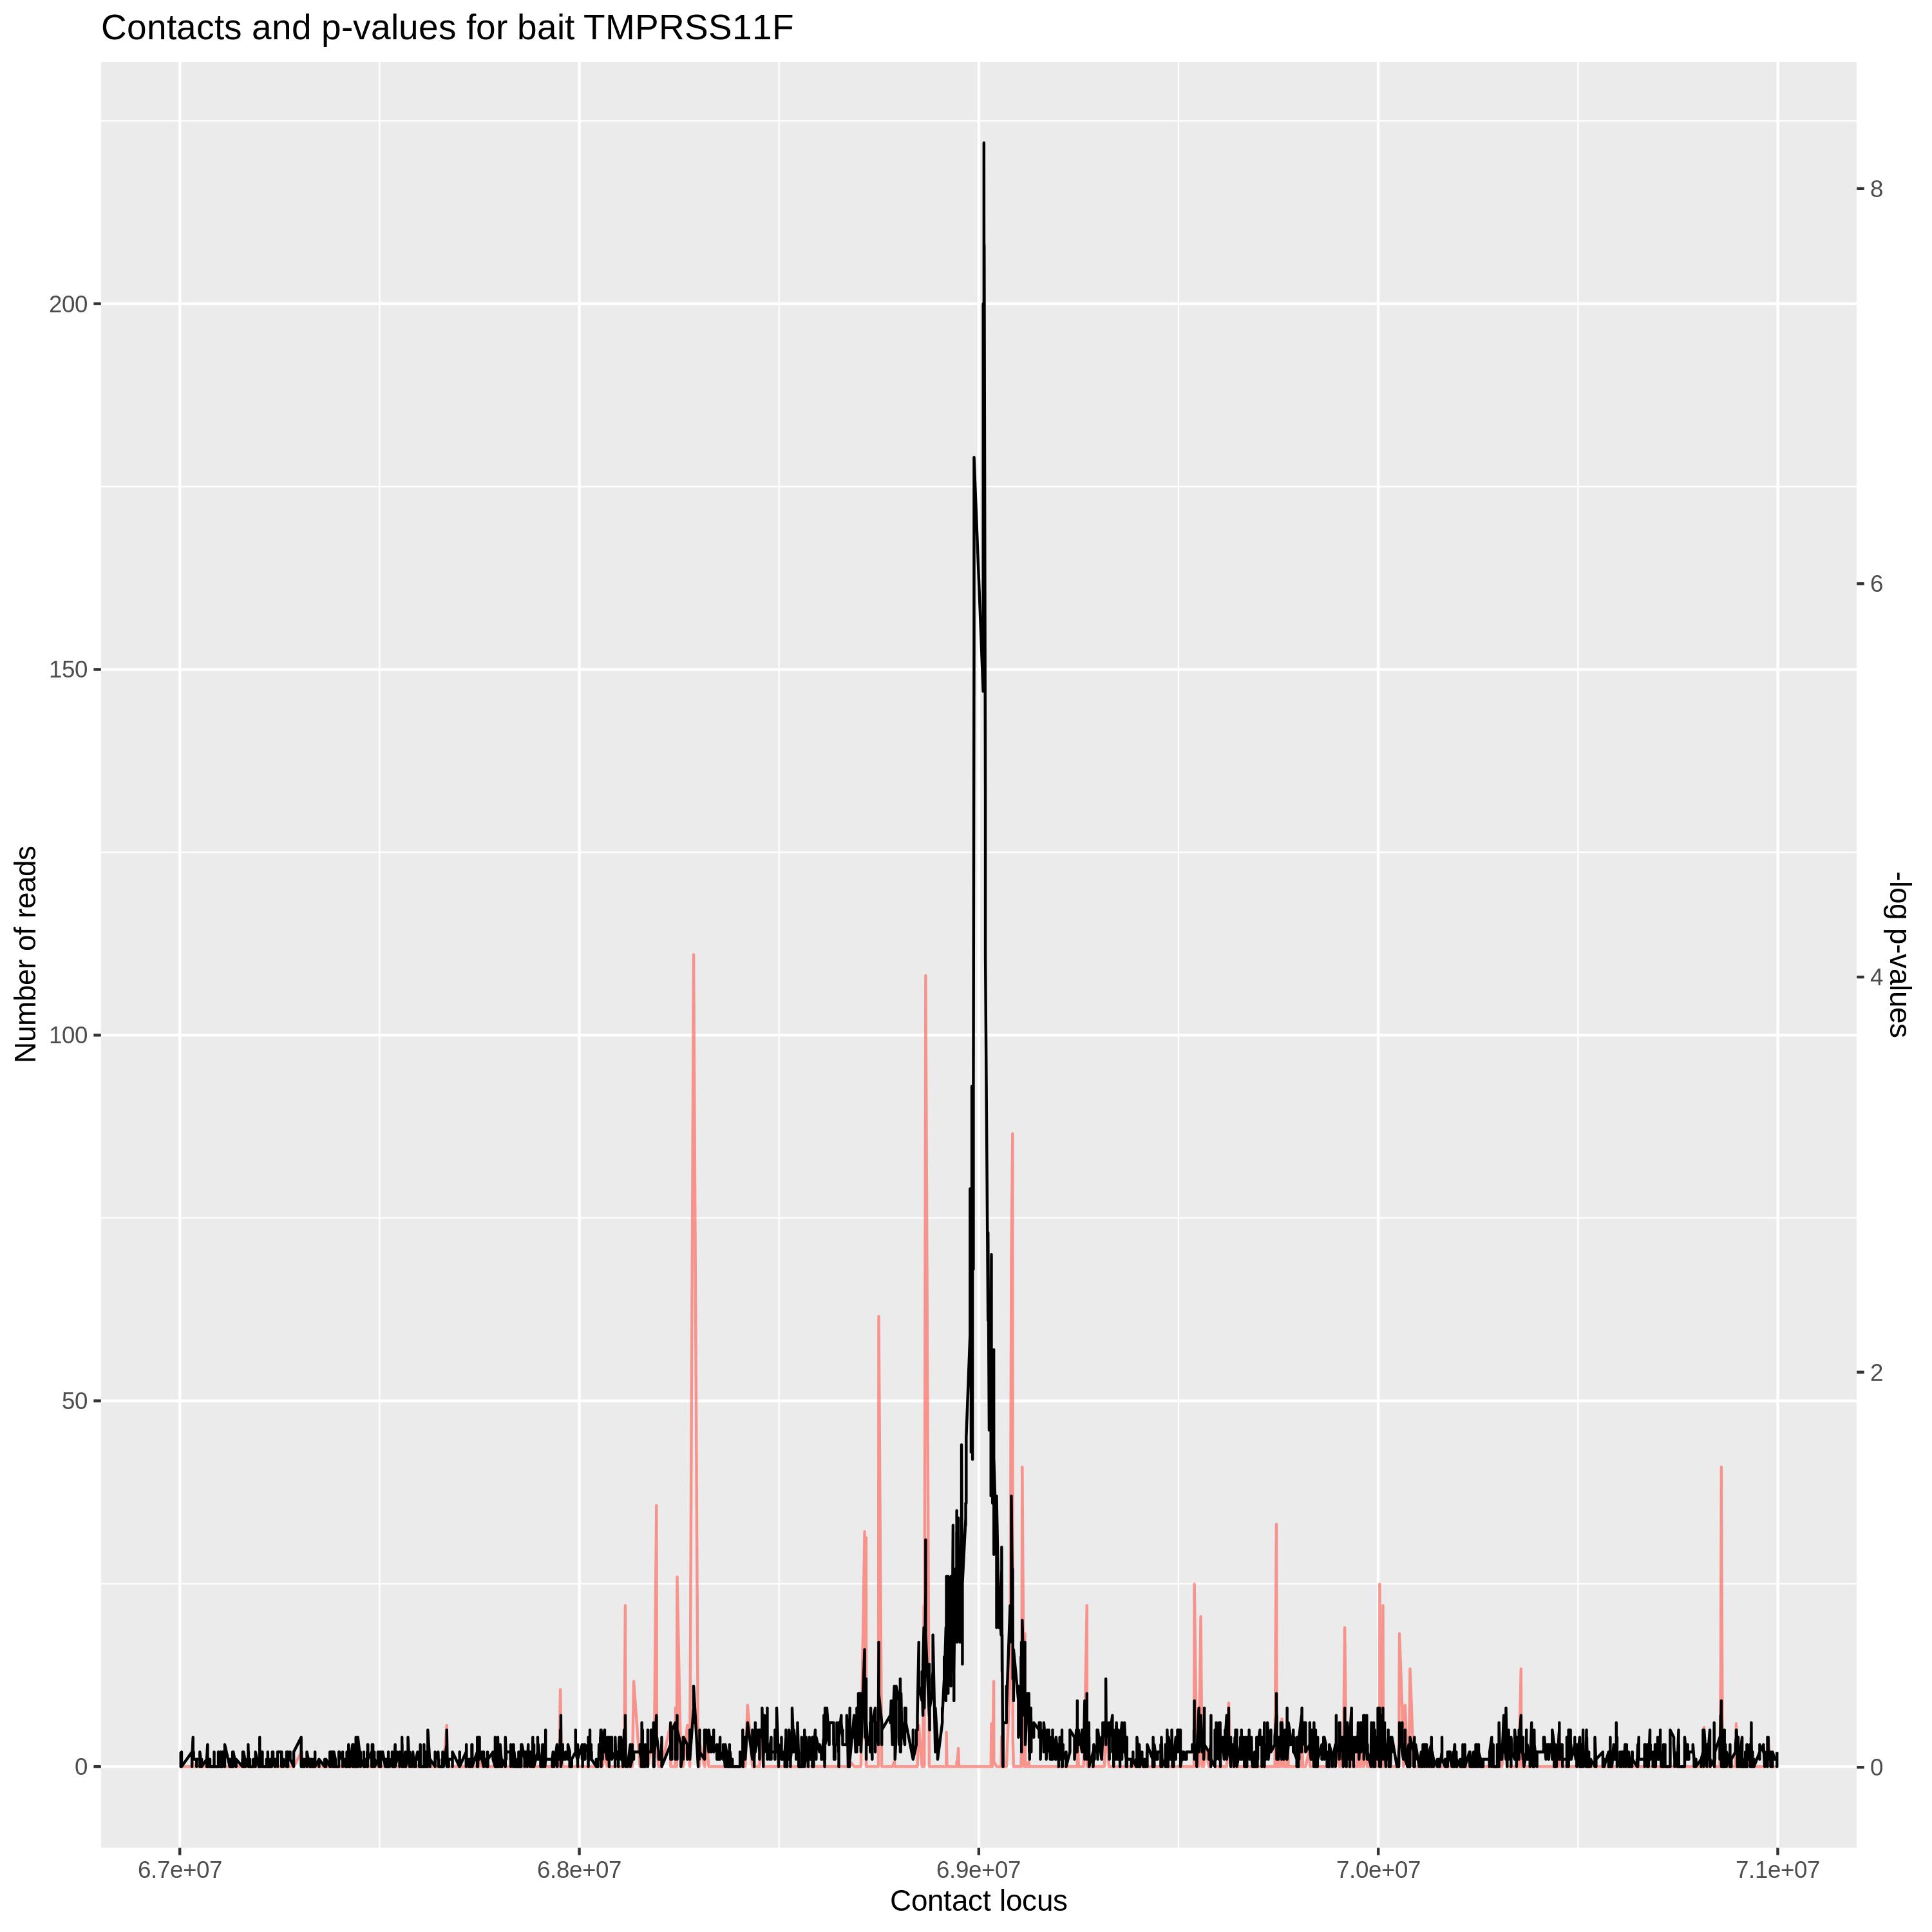 Contacts and p-values for bait TMPRSS11F
Number of reads
200
150
100
50
0
8
6
4
2
0
-log p-values
6.7e+07 6.8e+07 6.9e+07 7.0e+07 7.1e+07
Contact locus